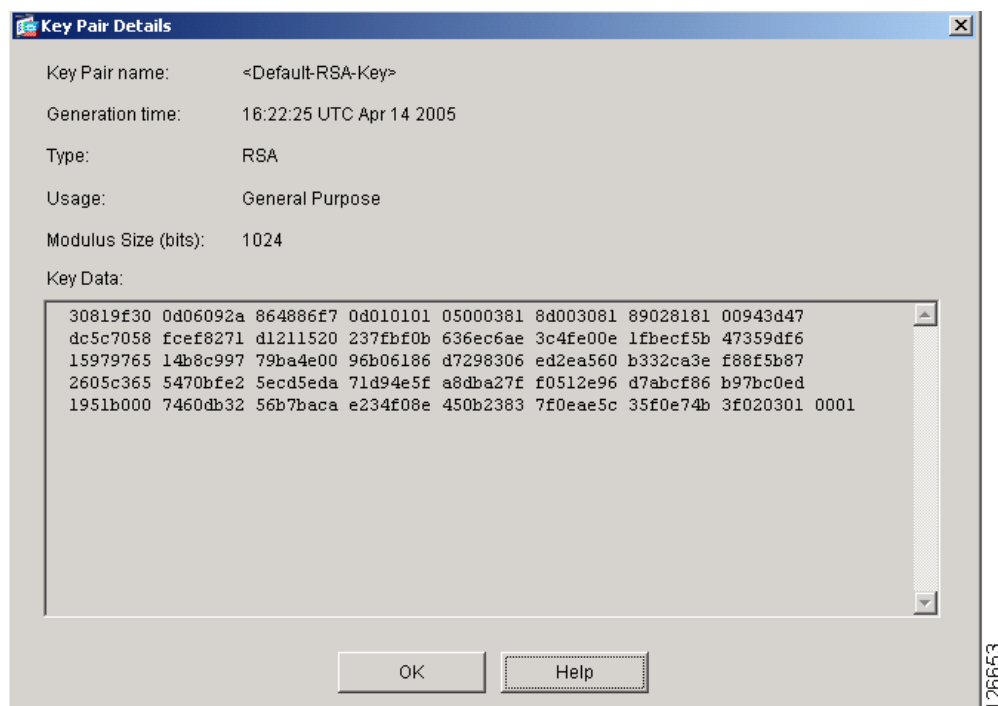 Key Pair Details
Key Pair name: <Default-RSA-Key>
Generation time: 16:22:25 UTC Apr 14 2005
Type: RSA
Usage: General Purpose
Modulus Size (bits): 1024
Key Data:
30819f30 0d06092a 864886f7 0d010101 05000381 8d003081 89028181 00943d47
dc5c7058 fcef8271 d1211520 237fbf0b 636ec6ae 3c4fe00e 1fbecf5b 47359df6
15979765 14b8c997 79ba4e00 96b06186 d7298306 ed2ea560 b332ca3e f88f5b87
2605c365 5470bfe2 5ecd5eda 71d94e5f a8dba27f f0512e96 d7abcf86 b97bc0ed
1951b000 7460db32 56b7baca e234f08e 450b2383 7f0eae5c 35f0e74b 3f020301 0001
OK
Help
126653